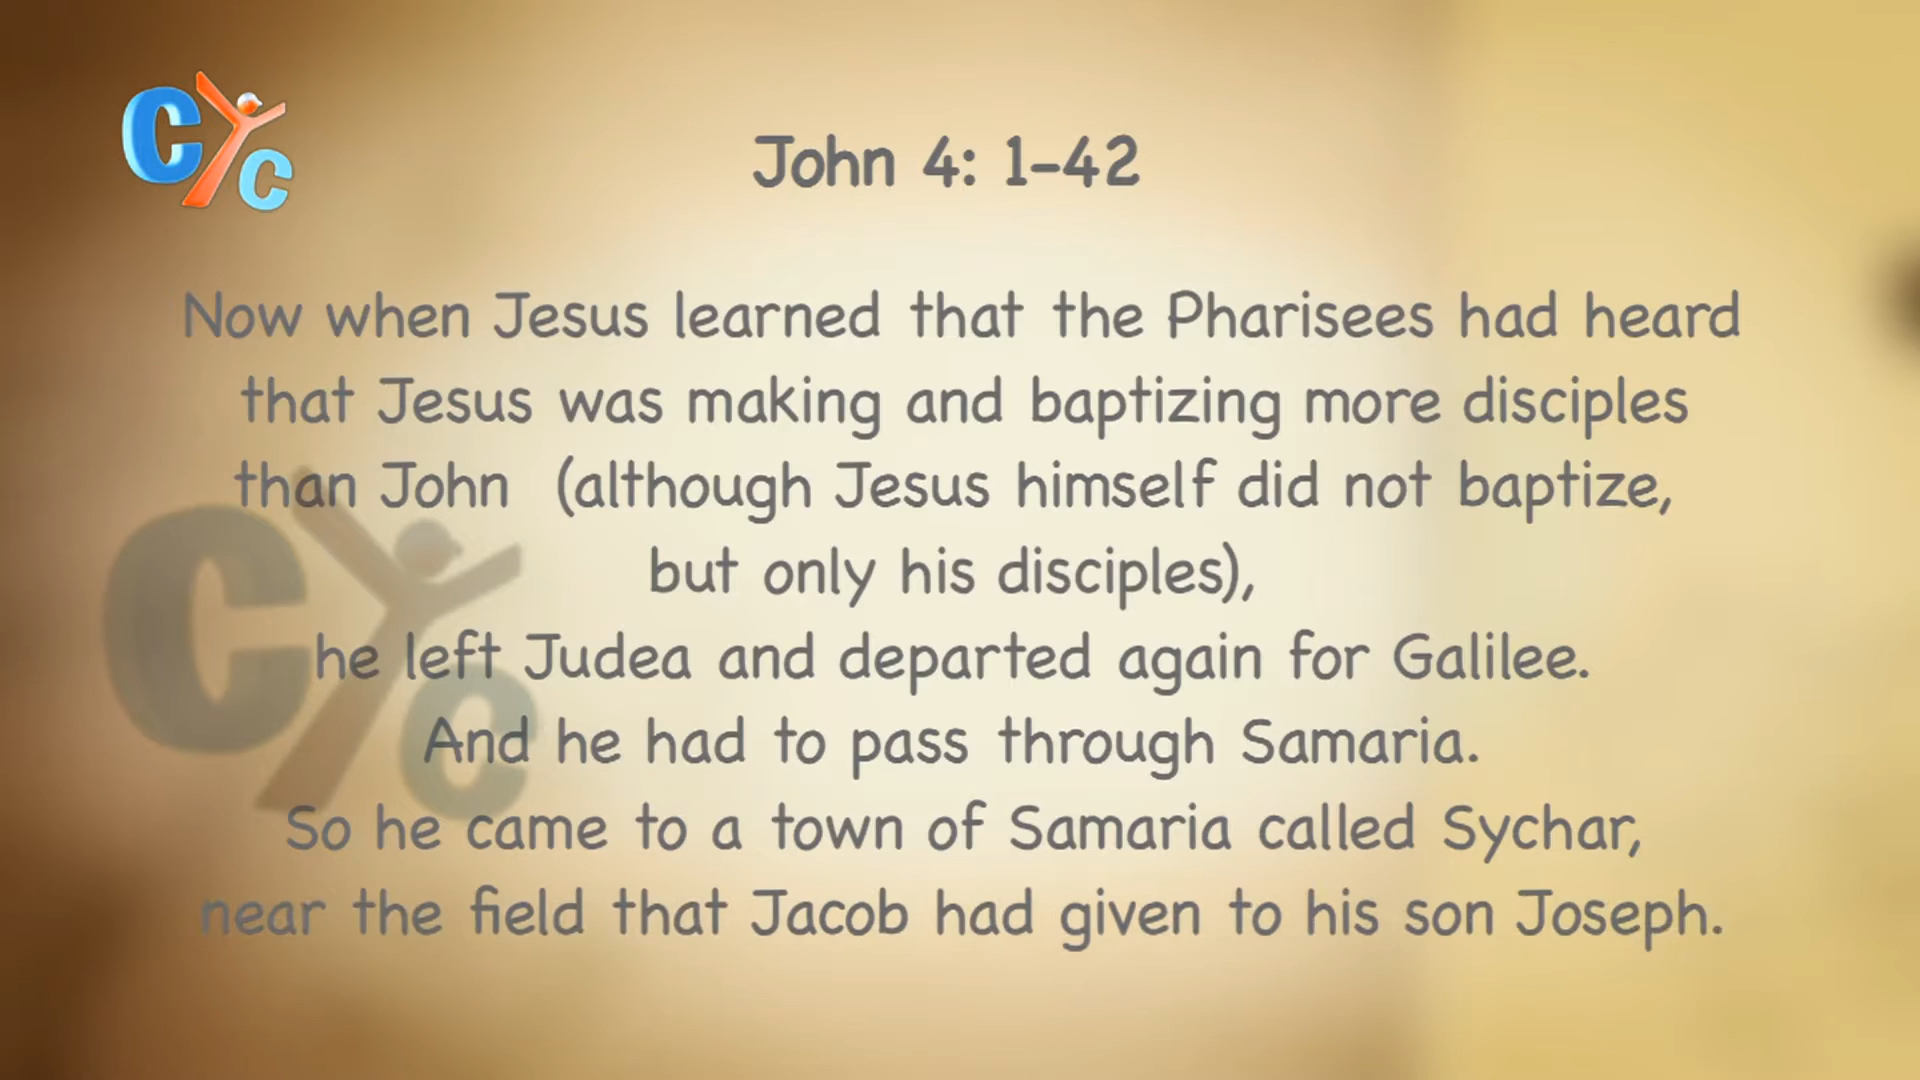 CYC
John 4: 1-42
Now when Jesus learned that the Pharisees had heard
that Jesus was making and baptizing more disciples
than John (although Jesus himself did not baptize,
but only his disciples),
he left Judea and departed again for Galilee.
And he had to pass through Samaria.
So he came to a town of Samaria called Sychar,
near the field that Jacob had given to his son Joseph.
CYC